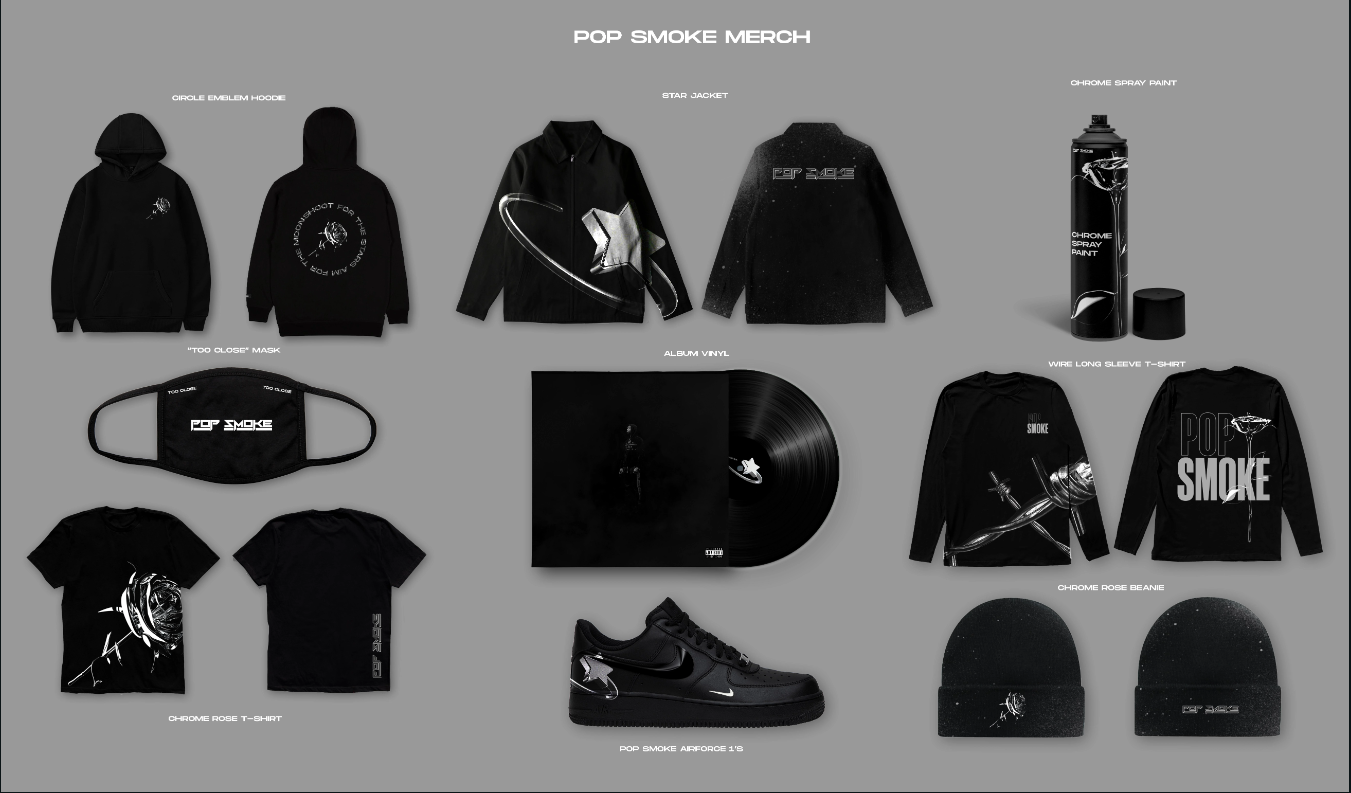 POP SMOKE MERCH
CIRCLE EMBLEM HOODIE
STAR JACKET
CHROME SPRAY PAINT
SHOOT FOR THE STARS AIM FOR THE MOON
POP SMOKE
POP SMOKE
CHROME
SPRAY
PAINT
"TOO CLOSE" MASK
TOO CLOSE
TOO CLOSE
POP SMOKE
ALBUM VINYL
WIRE LONG SLEEVE T-SHIRT
POP
SMOKE
POP
SMOKE
CHROME ROSE T-SHIRT
POP SMOKE AIRFORCE 1'S
CHROME ROSE BEANIE
POP SMOKE